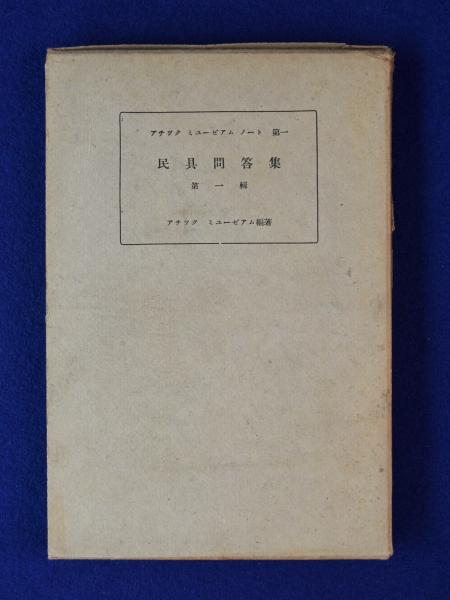 アチツク ミユーゼアム ノート 第一
民具問答集
第一輯
アチツク ミユーゼアム編著